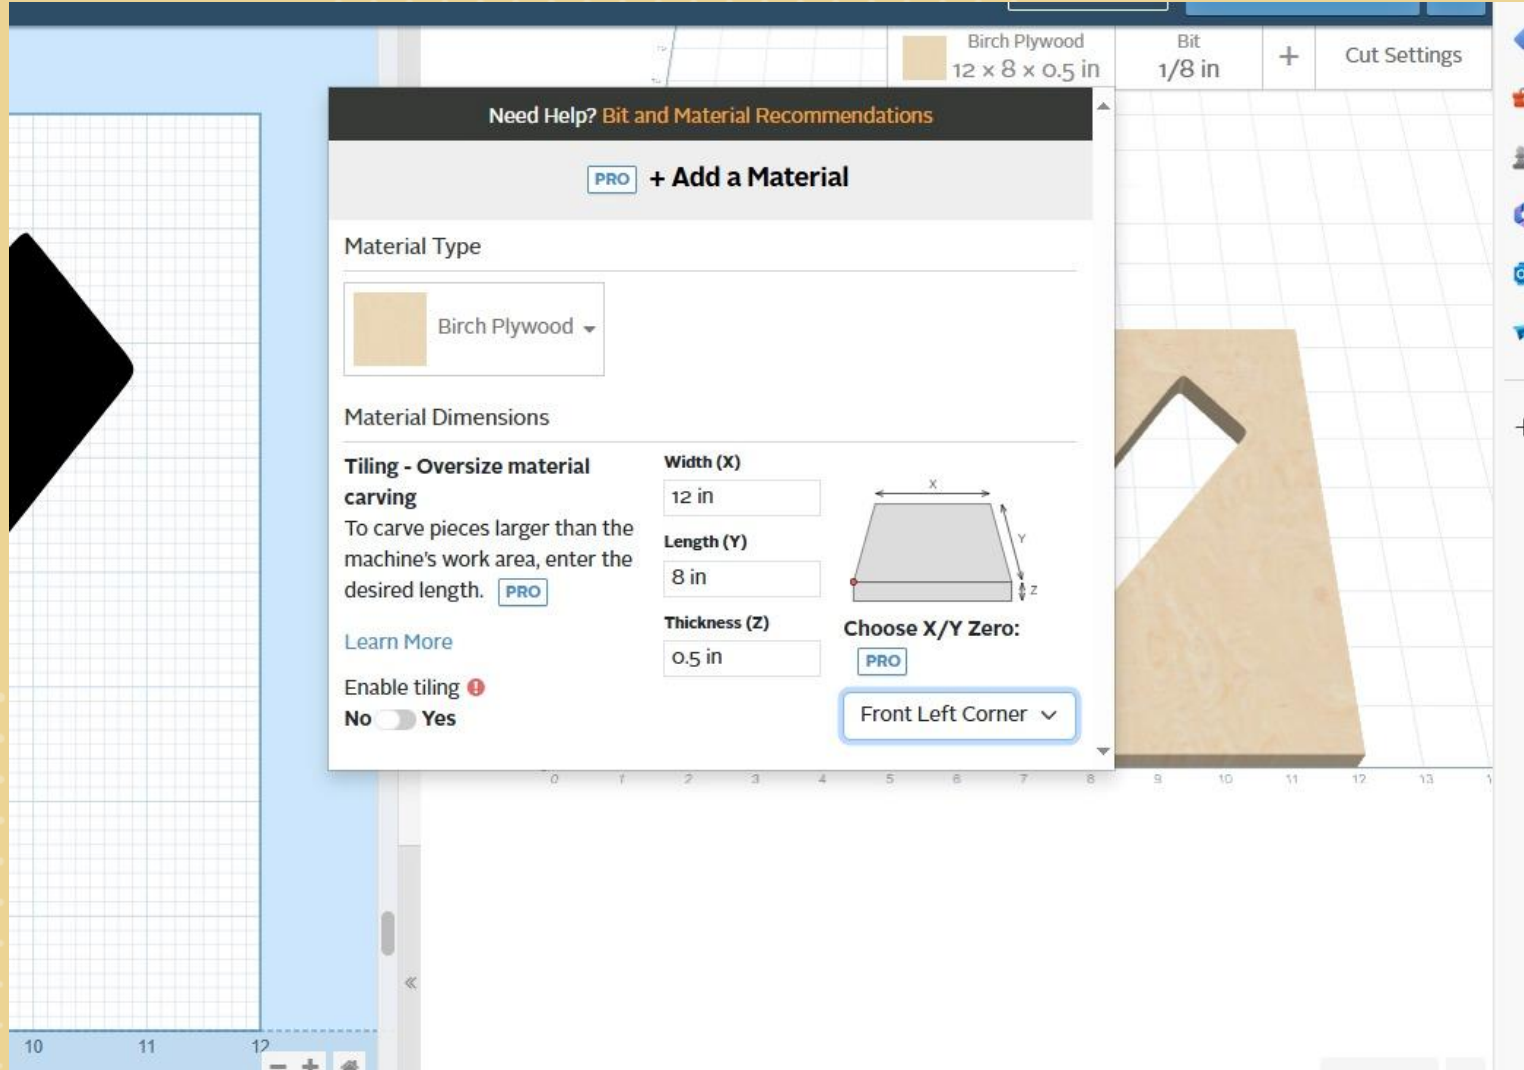 Birch Plywood
12 x 8 x 0.5 in
Bit
1/8 in
+
Cut Settings
Need Help? Bit and Material Recommendations
PRO + Add a Material
Material Type
Birch Plywood
Material Dimensions
Tiling - Oversize material
carving
To carve pieces larger than the
machine's work area, enter the
desired length. PRO
Learn More
Enable tiling
No Yes
Width (X)
12 in
Length (Y)
8 in
Thickness (Z)
0.5 in
X
Y
Z
Choose X/Y Zero:
PRO
Front Left Corner
0 1 2 3 4 5 6 7 8 9 10 11 12 13
10 11 12